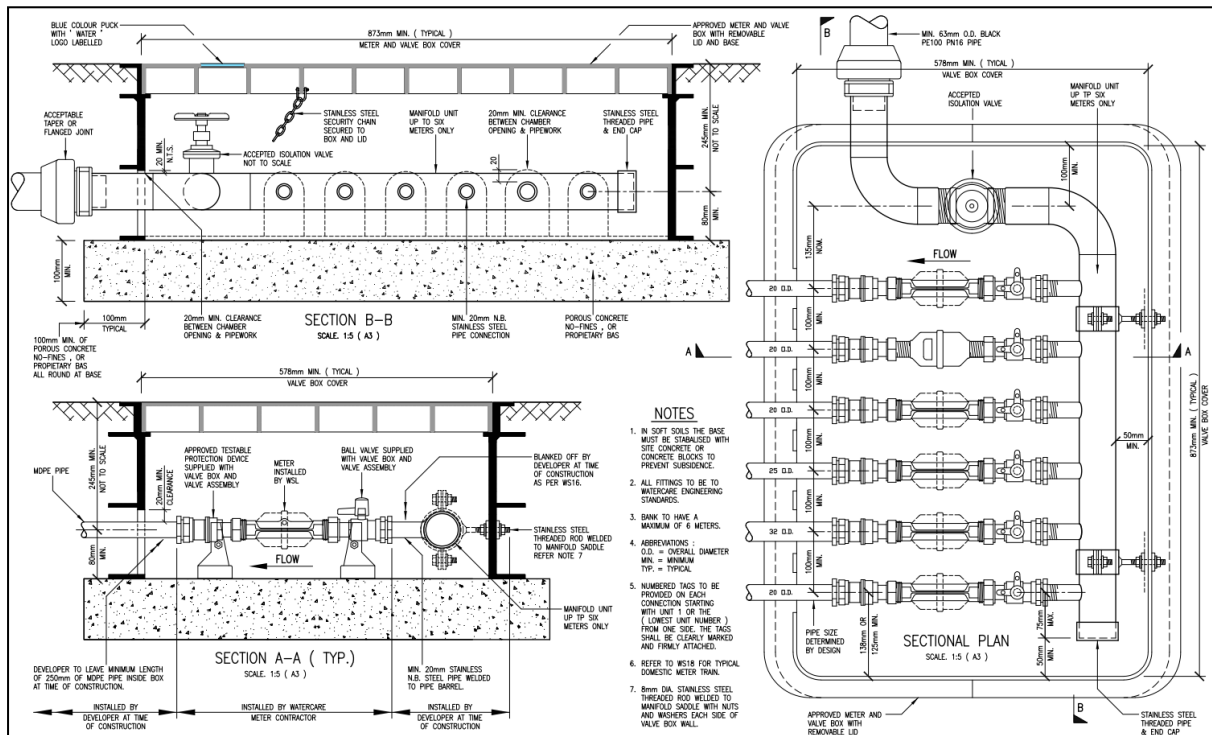 BLUE COLOUR PUCK
WITH ' WATER '
LOGO LABELLED
873mm MIN. ( TYPICAL )
METER AND VALVE BOX COVER
APPROVED METER AND VALVE
BOX WITH REMOVABLE
LID AND BASE
ACCEPTABLE
TAPER OR
FLANGED JOINT
20 MIN.
N.T.S.
ACCEPTED ISOLATION VALVE
NOT TO SCALE
STAINLESS STEEL
SECURITY CHAIN
SECURED TO
BOX AND LID
MANIFOLD UNIT
UP TO SIX
METERS ONLY
20mm MIN. CLEARANCE
BETWEEN CHAMBER
OPENING & PIPEWORK
STAINLESS STEEL
THREADED PIPE
& END CAP
20
245mm MIN.
NOT TO SCALE
80mm
MIN.
100mm
MIN.
100mm
TYPICAL
100mm MIN. OF
POROUS CONCRETE
NO-FINES , OR
PROPIETARY BAS
ALL ROUND AT BASE
20mm MIN. CLEARANCE
BETWEEN CHAMBER
OPENING & PIPEWORK
SECTION B-B
SCALE. 1:5 ( A3 )
MIN. 20mm N.B.
STAINLESS STEEL
PIPE CONNECTION
POROUS CONCRETE
NO-FINES , OR
PROPIETARY BAS
578mm MIN. ( TYICAL )
VALVE BOX COVER
245mm MIN.
NOT TO SCALE
MDPE PIPE
80mm
MIN.
20mm MIN.
CLEARANCE
APPROVED TESTABLE
PROTECTION DEVICE
SUPPLIED WITH
VALVE BOX AND
VALVE ASSEMBLY
METER
INSTALLED
BY WSL
BALL VALVE SUPPLIED
WITH VALVE BOX AND
VALVE ASSEMBLY
BLANKED OFF BY
DEVELOPER AT TIME
OF CONSTRUCTION
AS PER WS16.
STAINLESS STEEL
THREADED ROD WELDED
TO MANIFOLD SADDLE
REFER NOTE 7
FLOW
MANIFOLD UNIT
UP TP SIX
METERS ONLY
SECTION A-A ( TYP.)
SCALE. 1:5 ( A3 )
DEVELOPER TO LEAVE MINIMUM LENGTH
OF 250mm OF MDPE PIPE INSIDE BOX
AT TIME OF CONSTRUCTION.
MIN. 20mm STAINLESS
N.B. STEEL PIPE WELDED
TO PIPE BARREL.
INSTALLED BY
DEVELOPER AT TIME
OF CONSTRUCTION
INSTALLED BY WATERCARE
METER CONTRACTOR
INSTALLED BY
DEVELOPER AT TIME
OF CONSTRUCTION
NOTES
1. IN SOFT SOILS THE BASE
MUST BE STABALISED WITH
SITE CONCRETE OR
CONCRETE BLOCKS TO
PREVENT SUBSIDENCE.
2. ALL FITTINGS TO BE TO
WATERCARE ENGINEERING
STANDARDS.
3. BANK TO HAVE A
MAXIMUM OF 6 METERS.
4. ABBREVIATIONS :
O.D. = OVERALL DIAMETER
MIN. = MINIMUM
TYP. = TYPICAL
5. NUMBERED TAGS TO BE
PROVIDED ON EACH
CONNECTION STARTING
WITH UNIT 1 OR THE
( LOWEST UNIT NUMBER )
FROM ONE SIDE. THE TAGS
SHALL BE CLEARLY MARKED
AND FIRMLY ATTACHED.
6. REFER TO WS18 FOR TYPICAL
DOMESTIC METER TRAIN.
7. 8mm DIA. STAINLESS STEEL
THREADED ROD WELDED TO
MANIFOLD SADDLE WITH NUTS
AND WASHERS EACH SIDE OF
VALVE BOX WALL.
B
MIN. 63mm O.D. BLACK
PE100 PN16 PIPE
578mm MIN. ( TYICAL )
VALVE BOX COVER
ACCEPTED
ISOLATION VALVE
MANIFOLD UNIT
UP TP SIX
METERS ONLY
100mm
MIN.
135mm
NOM.
FLOW
20 O.D.
100mm
MIN.
A
20 O.D.
A
100mm
MIN.
20 O.D.
100mm
MIN.
25 O.D.
100mm
MIN.
32 O.D.
100mm
MIN.
20 O.D.
50mm
MIN.
873mm MIN. ( TYPICAL )
VALVE BOX COVER
PIPE SIZE
DETERMINED
BY DESIGN
138mm OR
125mm MIN.
SECTIONAL PLAN
SCALE. 1:5 ( A3 )
75mm
MAX.
50mm
MIN.
APPROVED METER AND
VALVE BOX WITH
REMOVABLE LID
B
STAINLESS STEEL
THREADED PIPE
& END CAP